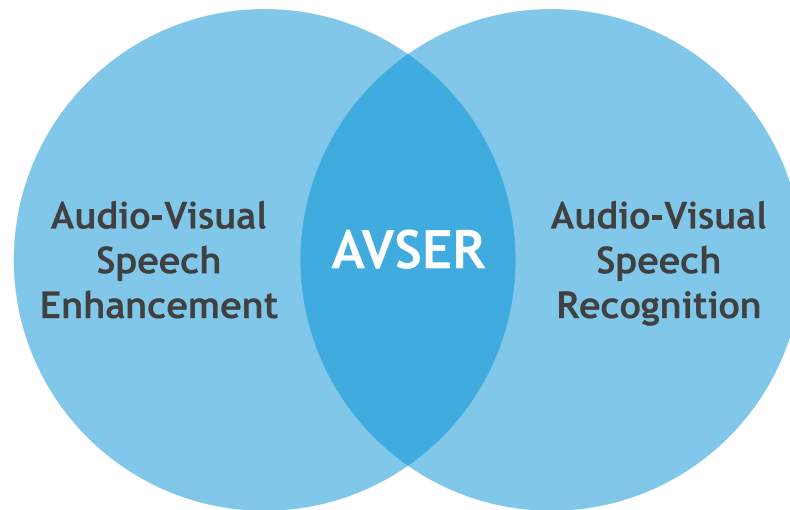 Audio-Visual
Speech
Enhancement
AVSER
Audio-Visual
Speech
Recognition